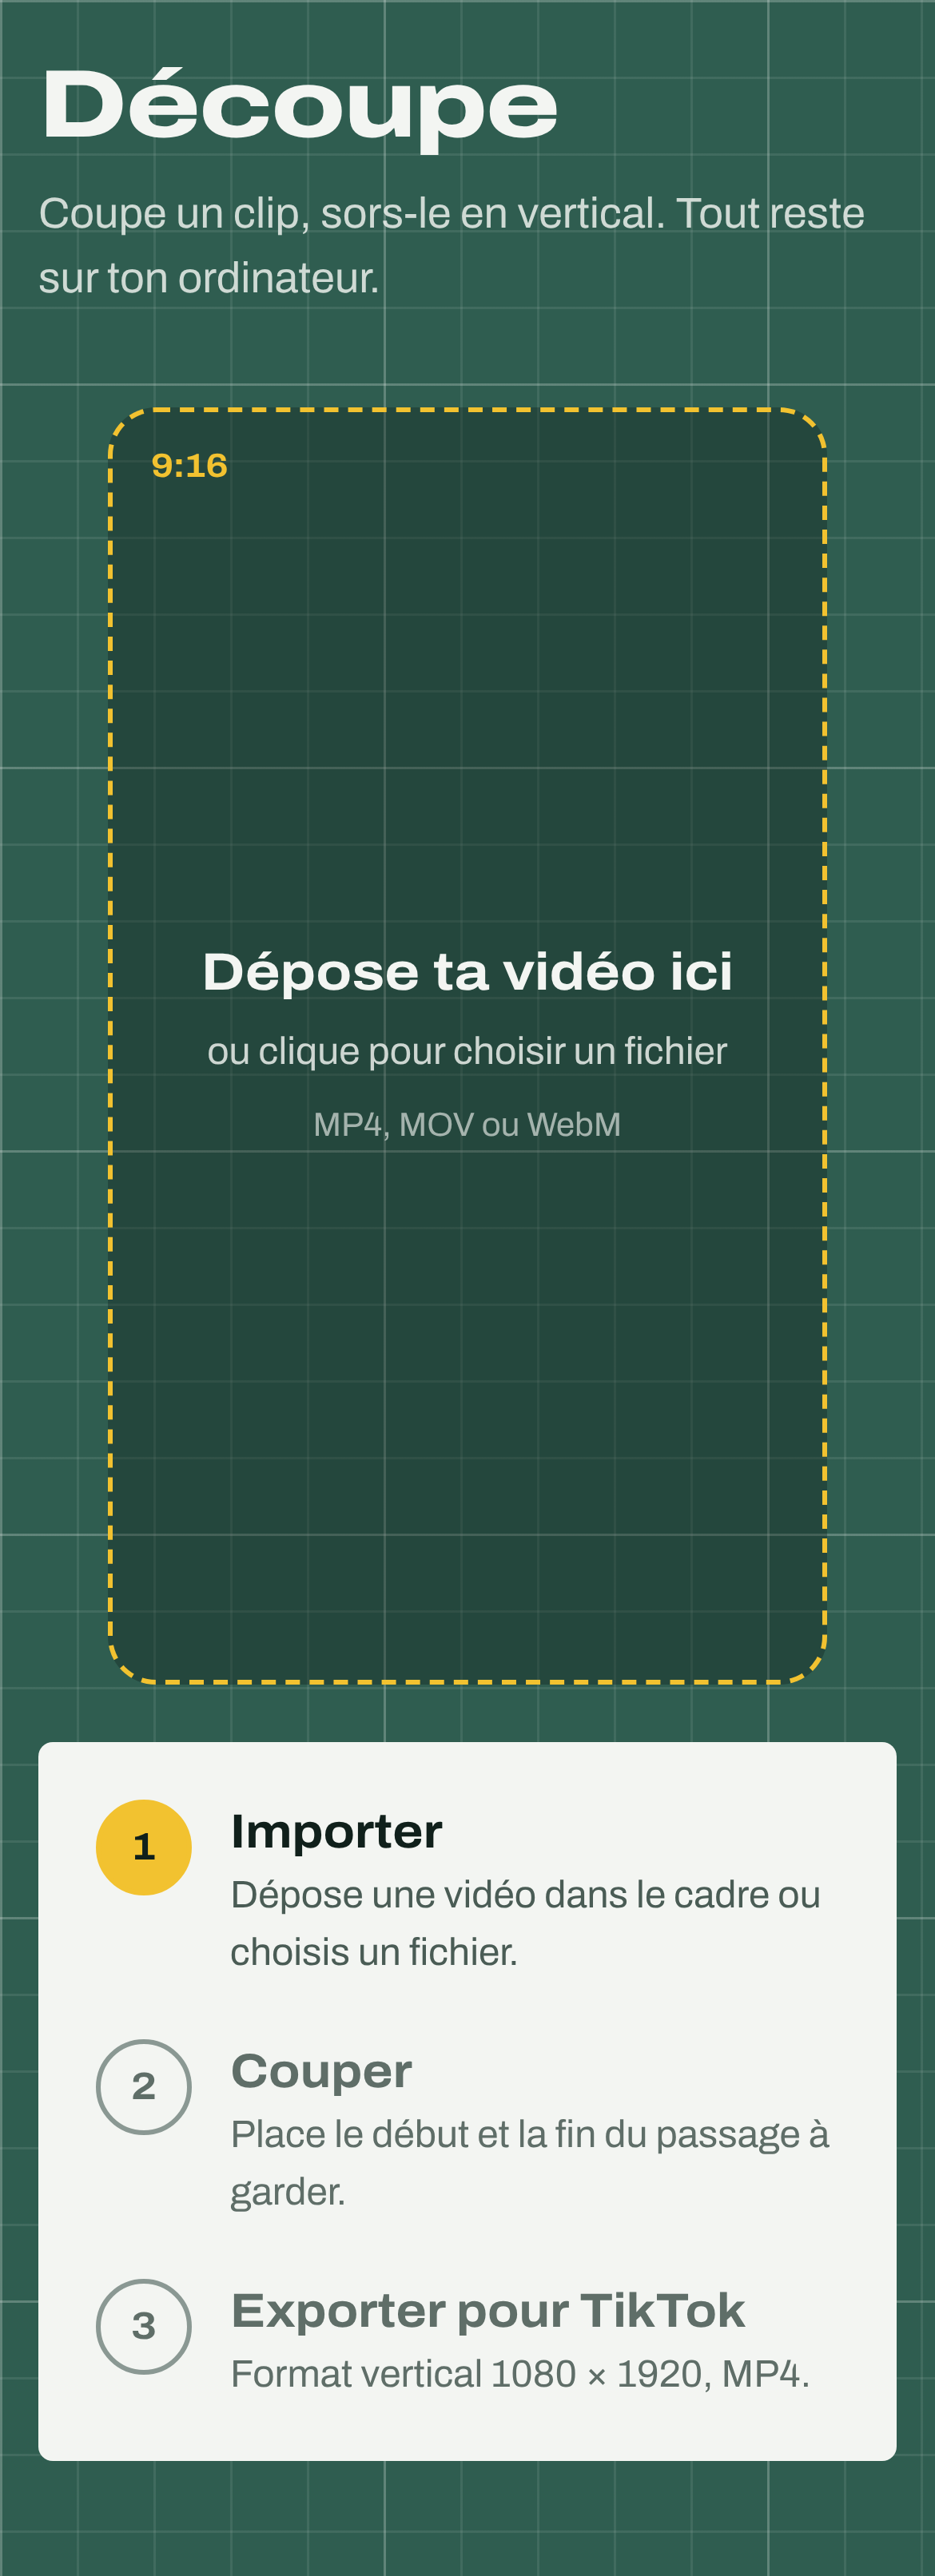 Découpe
Coupe un clip, sors-le en vertical. Tout reste
sur ton ordinateur.
9:16
Dépose ta vidéo ici
ou clique pour choisir un fichier
MP4, MOV ou WebM
1
Importer
Dépose une vidéo dans le cadre ou
choisis un fichier.
2
Couper
Place le début et la fin du passage à
garder.
3
Exporter pour TikTok
Format vertical 1080 × 1920, MP4.